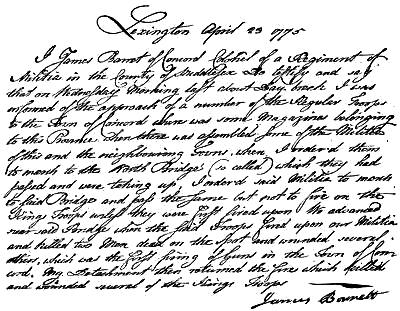 Lexington April 23 1775
I James Barret of Concord Colonel of a Regiment of
Militia in the County of Middlesex do testify and say
that on Wednesday Morning last about Day break I was
informed of the approach of a number of the Regular Troops
to the Town of Concord where was some Magazines belonging
to this Province when there was assembled some of the Militia
of this and the neighbouring Towns, when I order'd them
to march to the North Bridge (so called) which they had
passed and were taking up, I order'd said Militia to march
to said Bridge and pass the same but not to fire on the
Kings Troops unless they were first fired upon. We advanced
near said Bridge when the said Troops fired upon our Militia
and killed two Men dead on the spot and wounded several
others, which was the first firing of Guns in the Town of Con
cord. My Detachment then returned the fire which killed
and wounded several of the Kings Troops
James Barrett